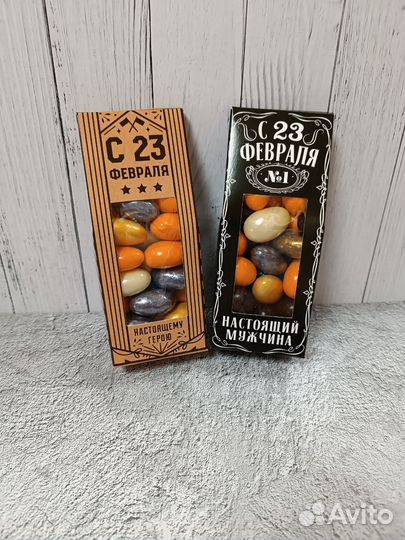 С 23
ФЕВРАЛЯ
НАСТОЯЩЕМУ
ГЕРОЮ
С 23
ФЕВРАЛЯ
№1
НАСТОЯЩИЙ
МУЖЧИНА
Avito